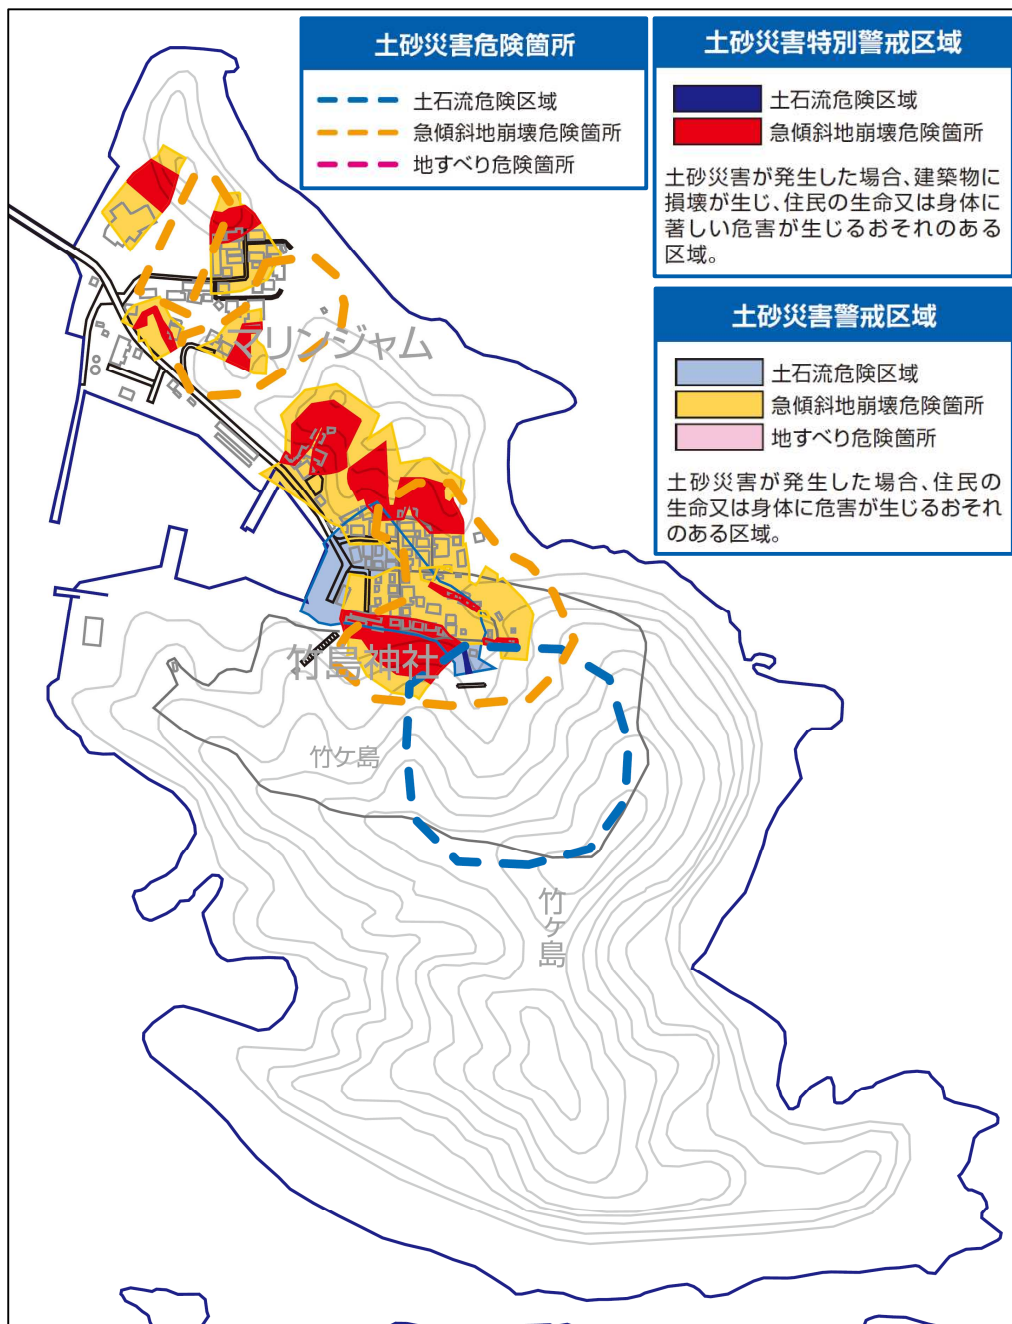 土砂災害危険箇所
土石流危険区域
急傾斜地崩壊危険箇所
地すべり危険箇所
土砂災害特別警戒区域
土石流危険区域
急傾斜地崩壊危険箇所
土砂災害が発生した場合、建築物に
損壊が生じ、住民の生命又は身体に
著しい危害が生じるおそれのある
区域。
土砂災害警戒区域
土石流危険区域
急傾斜地崩壊危険箇所
地すべり危険箇所
土砂災害が発生した場合、住民の
生命又は身体に危害が生じるおそれ
のある区域。
マリンジャム
竹島神社
竹ケ島
竹ヶ島